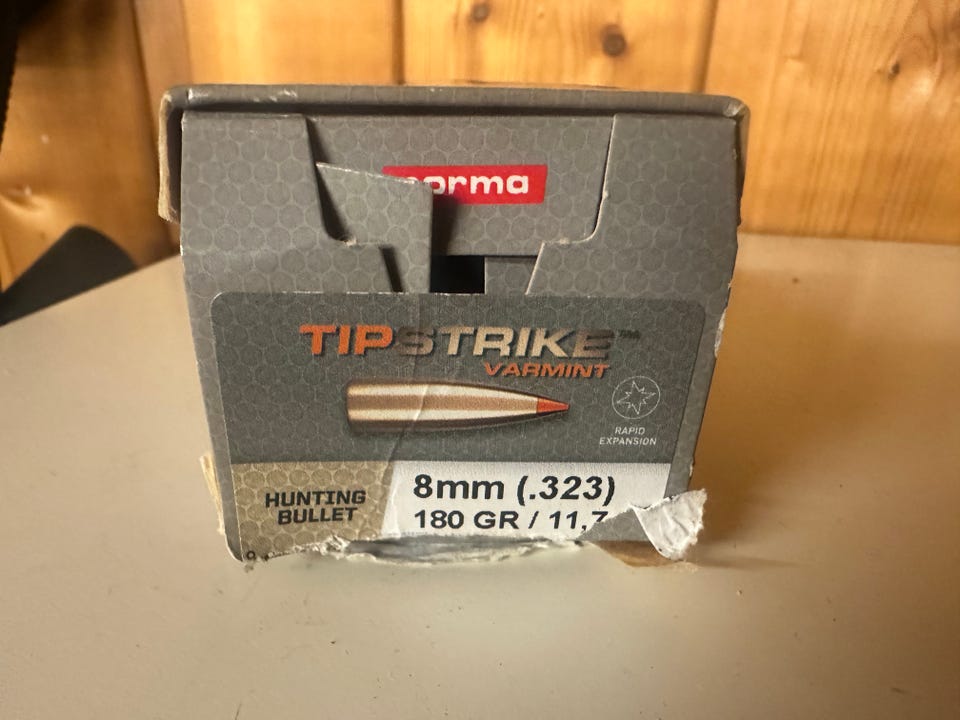 norma
TIPSTRIKE™
VARMINT
RAPID
EXPANSION
HUNTING
BULLET
8mm (.323)
180 GR / 11,7